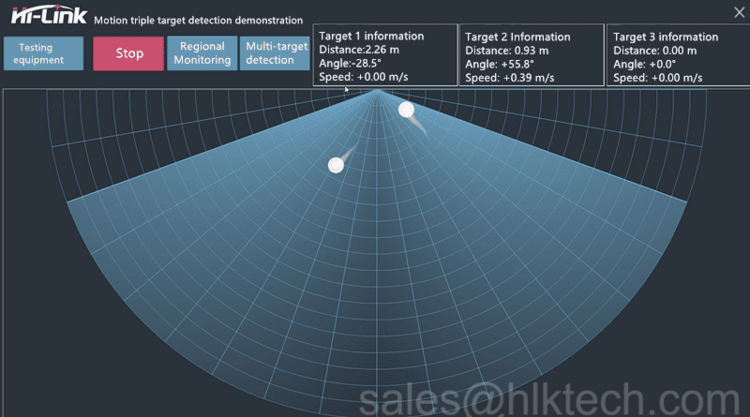 Hi-Link Motion triple target detection demonstration
Testing equipment
Stop
Regional
Monitoring
Multi-target
detection
Target 1 information
Distance:2.26 m
Angle:-28.5°
Speed: +0.00 m/s
Target 2 Information
Distance: 0.93 m
Angle: +55.8°
Speed: +0.39 m/s
Target 3 information
Distance: 0.00 m
Angle: +0.0°
Speed: +0.00 m/s
sales@hlktech.com